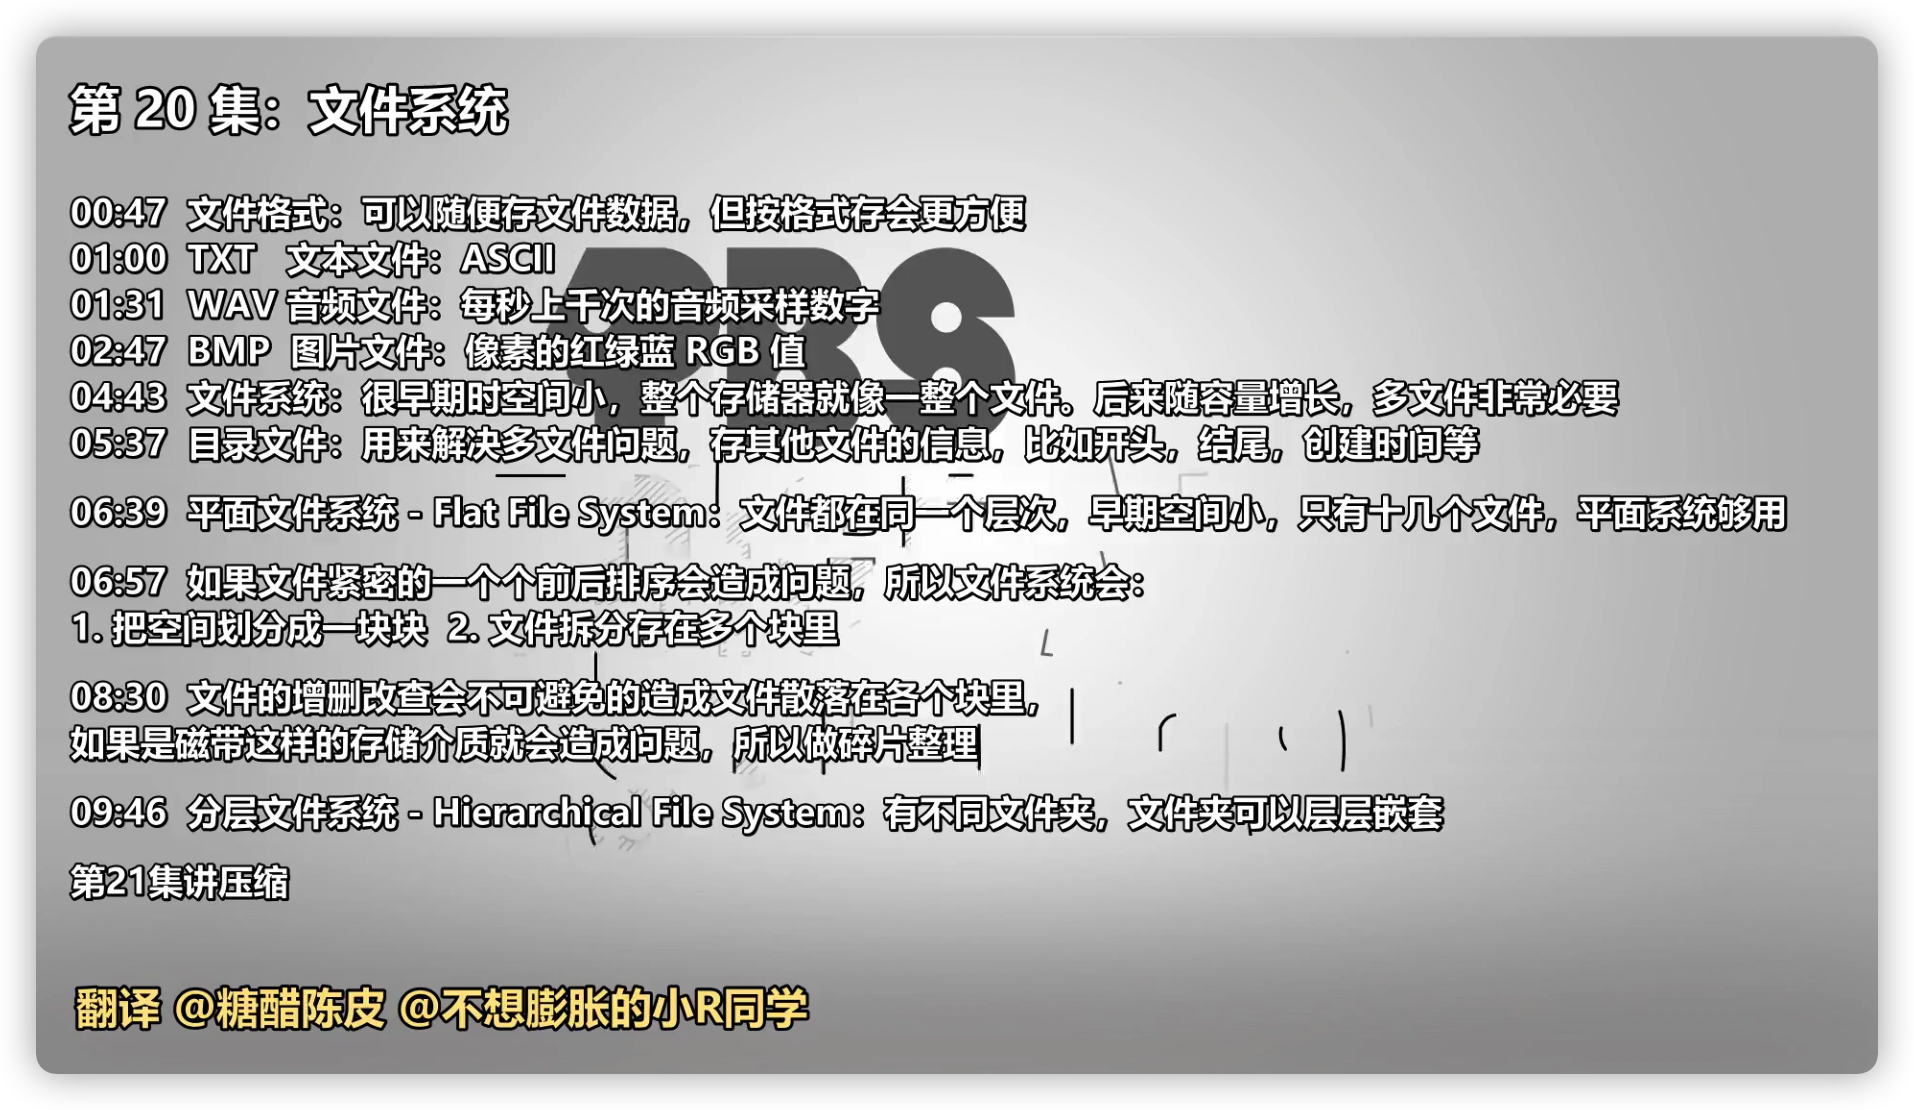 第 20 集：文件系统
00:47 文件格式：可以随便存文件数据，但按格式存会更方便
01:00 TXT 文本文件：ASCII
01:31 WAV 音频文件：每秒上千次的音频采样数字
02:47 BMP 图片文件：像素的红绿蓝 RGB 值
PBS
04:43 文件系统：很早期时空间小，整个存储器就像一整个文件。后来随容量增长，多文件非常必要
05:37 目录文件：用来解决多文件问题，存其他文件的信息，比如开头，结尾，创建时间等
06:39 平面文件系统 - Flat File System：文件都在同一个层次，早期空间小，只有十几个文件，平面系统够用
06:57 如果文件紧密的一个个前后排序会造成问题，所以文件系统会：
1. 把空间划分成一块块 2. 文件拆分存在多个块里
08:30 文件的增删改查会不可避免的造成文件散落在各个块里，
如果是磁带这样的存储介质就会造成问题，所以做碎片整理
09:46 分层文件系统 - Hierarchical File System：有不同文件夹，文件夹可以层层嵌套
第21集讲压缩
翻译 @糖醋陈皮 @不想膨胀的小R同学